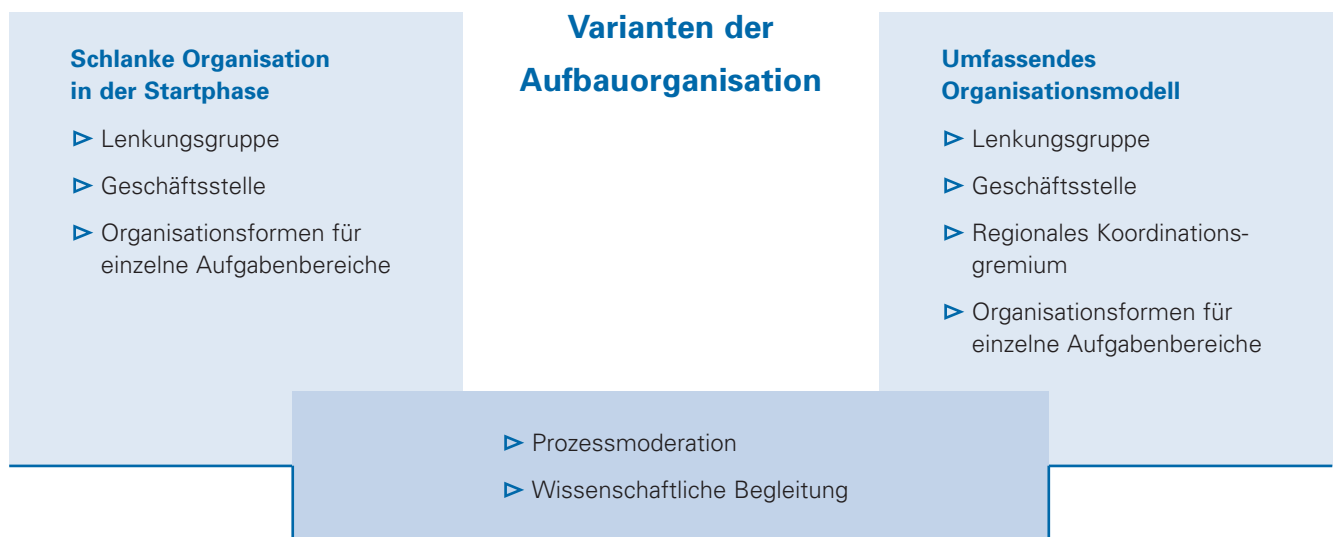 Varianten der
Aufbauorganisation
Schlanke Organisation
in der Startphase
Lenkungsgruppe
Geschäftsstelle
Organisationsformen für
einzelne Aufgabenbereiche
Umfassendes
Organisationsmodell
Lenkungsgruppe
Geschäftsstelle
Regionales Koordinations-
gremium
Organisationsformen für
einzelne Aufgabenbereiche
Prozessmoderation
Wissenschaftliche Begleitung